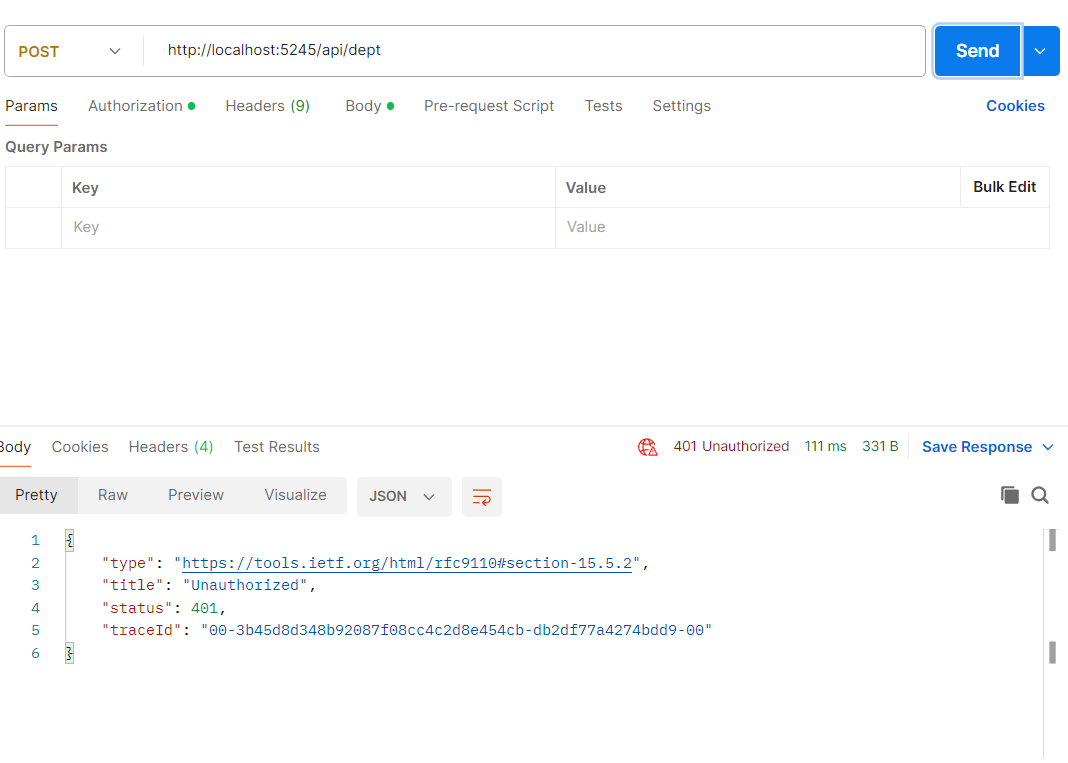 POST http://localhost:5245/api/dept Send
Params Authorization Headers (9) Body Pre-request Script Tests Settings Cookies
Query Params
Key Value Bulk Edit
Key Value
Body Cookies Headers (4) Test Results 401 Unauthorized 111 ms 331 B Save Response
Pretty Raw Preview Visualize JSON
1 {
2 "type": "https://tools.ietf.org/html/rfc9110#section-15.5.2",
3 "title": "Unauthorized",
4 "status": 401,
5 "traceId": "00-3b45d8d348b92087f08cc4c2d8e454cb-db2df77a4274bdd9-00"
6 }